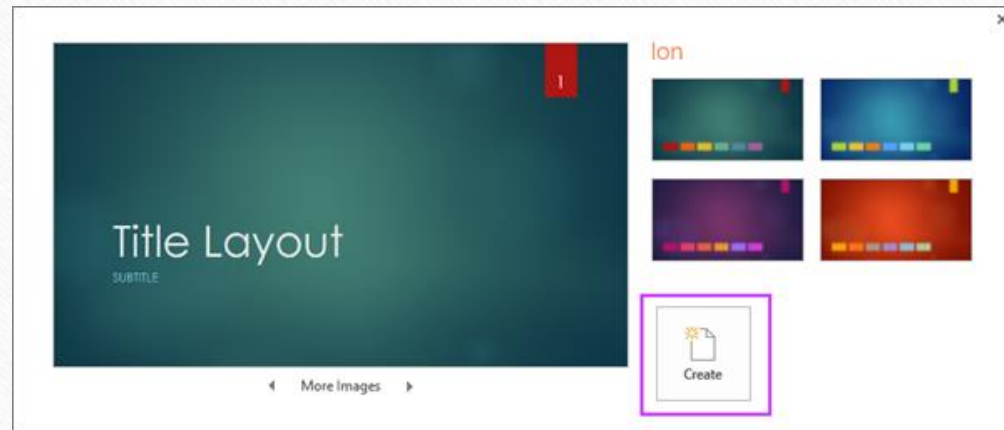 Ion
1
Title Layout
SUBTITLE
More Images
Create